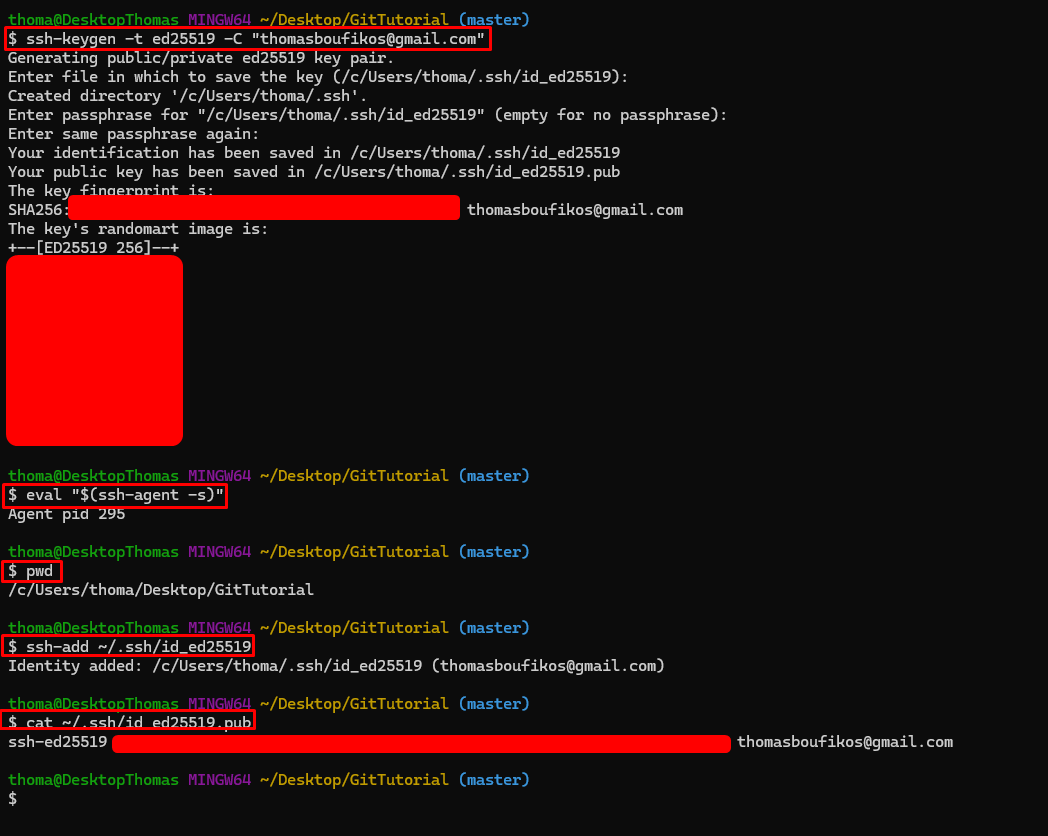 thoma@DesktopThomas MINGW64 ~/Desktop/GitTutorial (master)
$ ssh-keygen -t ed25519 -C "thomasboufikos@gmail.com"
Generating public/private ed25519 key pair.
Enter file in which to save the key (/c/Users/thoma/.ssh/id_ed25519):
Created directory '/c/Users/thoma/.ssh'.
Enter passphrase for "/c/Users/thoma/.ssh/id_ed25519" (empty for no passphrase):
Enter same passphrase again:
Your identification has been saved in /c/Users/thoma/.ssh/id_ed25519
Your public key has been saved in /c/Users/thoma/.ssh/id_ed25519.pub
The key fingerprint is:
SHA256: thomasboufikos@gmail.com
The key's randomart image is:
+--[ED25519 256]--+
thoma@DesktopThomas MINGW64 ~/Desktop/GitTutorial (master)
$ eval "$(ssh-agent -s)"
Agent pid 295
thoma@DesktopThomas MINGW64 ~/Desktop/GitTutorial (master)
$ pwd
/c/Users/thoma/Desktop/GitTutorial
thoma@DesktopThomas MINGW64 ~/Desktop/GitTutorial (master)
$ ssh-add ~/.ssh/id_ed25519
Identity added: /c/Users/thoma/.ssh/id_ed25519 (thomasboufikos@gmail.com)
thoma@DesktopThomas MINGW64 ~/Desktop/GitTutorial (master)
$ cat ~/.ssh/id_ed25519.pub
ssh-ed25519 thomasboufikos@gmail.com
thoma@DesktopThomas MINGW64 ~/Desktop/GitTutorial (master)
$